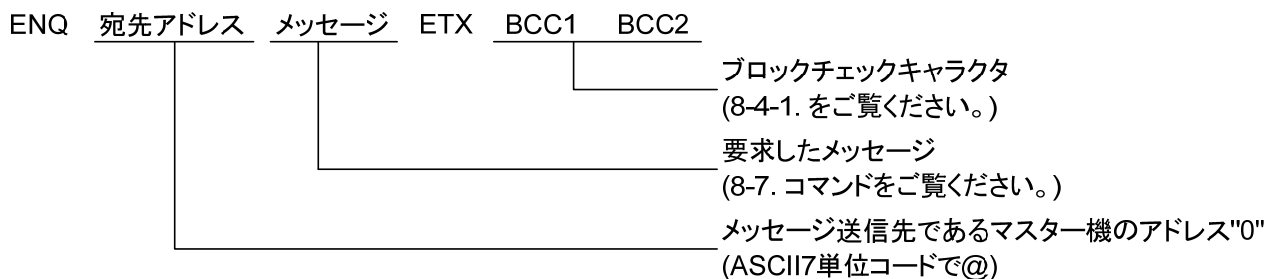 ENQ 宛先アドレス メッセージ ETX BCC1 BCC2
ブロックチェックキャラクタ
(8-4-1. をご覧ください。)
要求したメッセージ
(8-7. コマンドをご覧ください。)
メッセージ送信先であるマスター機のアドレス"0"
(ASCII7単位コードで@)